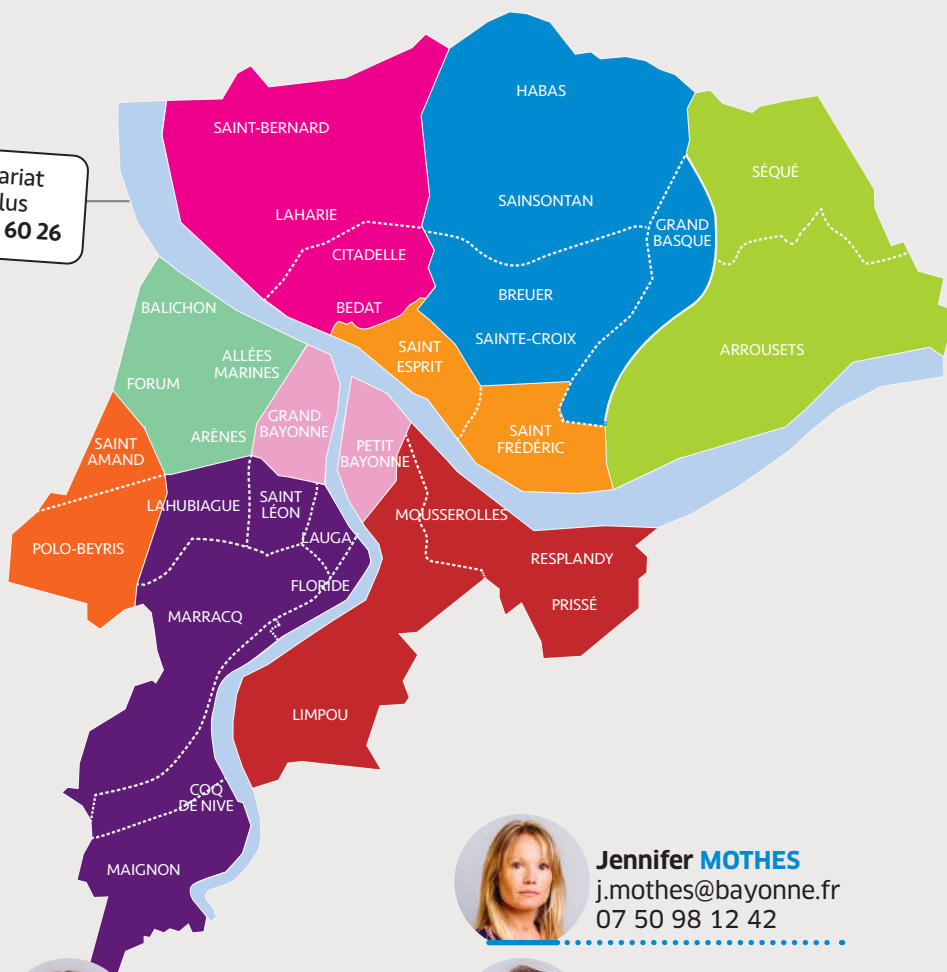 HABAS
SAINT-BERNARD
SÉQUÉ
ariat
lus
60 26
SAINSONTAN
LAHARIE
GRAND
BASQUE
CITADELLE
BREUER
BALICHON
BEDAT
SAINTE-CROIX
SAINT
ESPRIT
ARROUSETS
ALLÉES
MARINES
FORUM
GRAND
BAYONNE
ARÈNES
SAINT
FRÉDÉRIC
SAINT
AMAND
PETIT
BAYONNE
LAHUBIAGUE
SAINT
LÉON
MOUSSEROLLES
LAUGA
POLO-BEYRIS
RESPLANDY
FLORIDE
PRISSÉ
MARRACQ
LIMPOU
COQ
DE NIVE
MAIGNON
Jennifer MOTHES
j.mothes@bayonne.fr
07 50 98 12 42